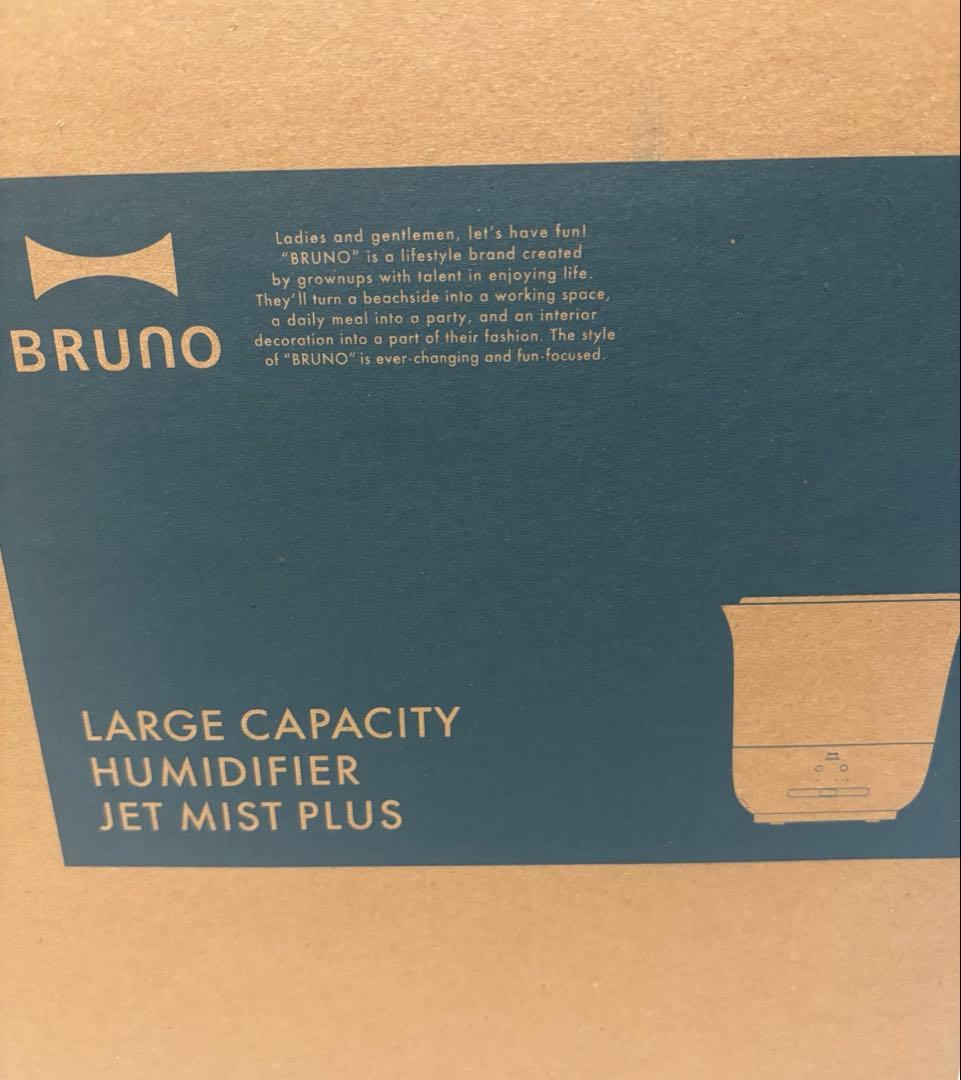 BRUNO
Ladies and gentlemen, let's have fun!
"BRUNO" is a lifestyle brand created
by grownups with talent in enjoying life.
They'll turn a beachside into a working space,
a daily meal into a party, and an interior
decoration into a part of their fashion. The style
of "BRUNO" is ever-changing and fun-focused.
LARGE CAPACITY
HUMIDIFIER
JET MIST PLUS